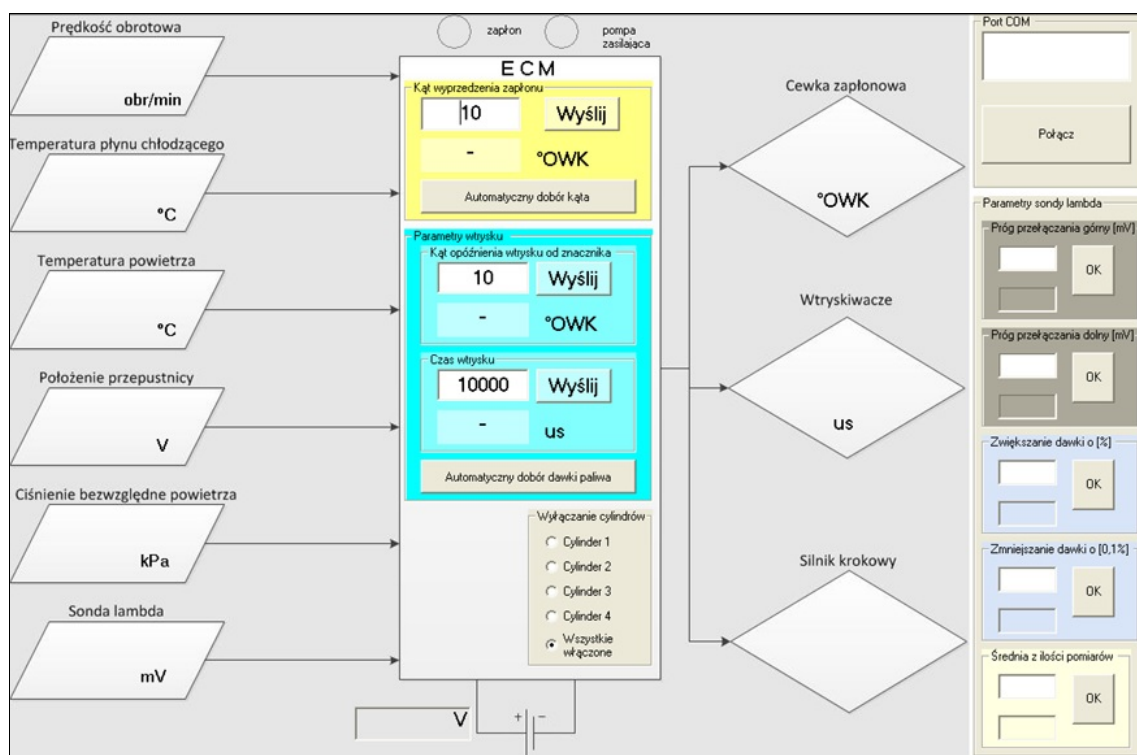 Prędkość obrotowa
obr/min
Temperatura płynu chłodzącego
°C
Temperatura powietrza
°C
Położenie przepustnicy
V
Ciśnienie bezwzględne powietrza
kPa
Sonda lambda
mV
zapłon
pompa
zasilajaca
ECM
Kąt wyprzedzenia zapłonu
10
Wyślij
-
°OWK
Automatyczny dobór kąta
Parametry wtrysku
Kąt opóźnienia wtrysku od znacznika
10
Wyślij
-
°OWK
Czas wtrysku
10000
Wyślij
-
us
Automatyczny dobór dawki paliwa
Wyłączanie cylindrów
Cylinder 1
Cylinder 2
Cylinder 3
Cylinder 4
Wszystkie
włączone
V
+ −
Cewka zapłonowa
°OWK
Wtryskiwacze
us
Silnik krokowy
Port COM
Połącz
Parametry sondy lambda
Próg przełączania górny [mV]
OK
Próg przełączania dolny [mV]
OK
Zwiększanie dawki o [%]
OK
Zmniejszanie dawki o [0,1%]
OK
Średnia z ilości pomiarów
OK